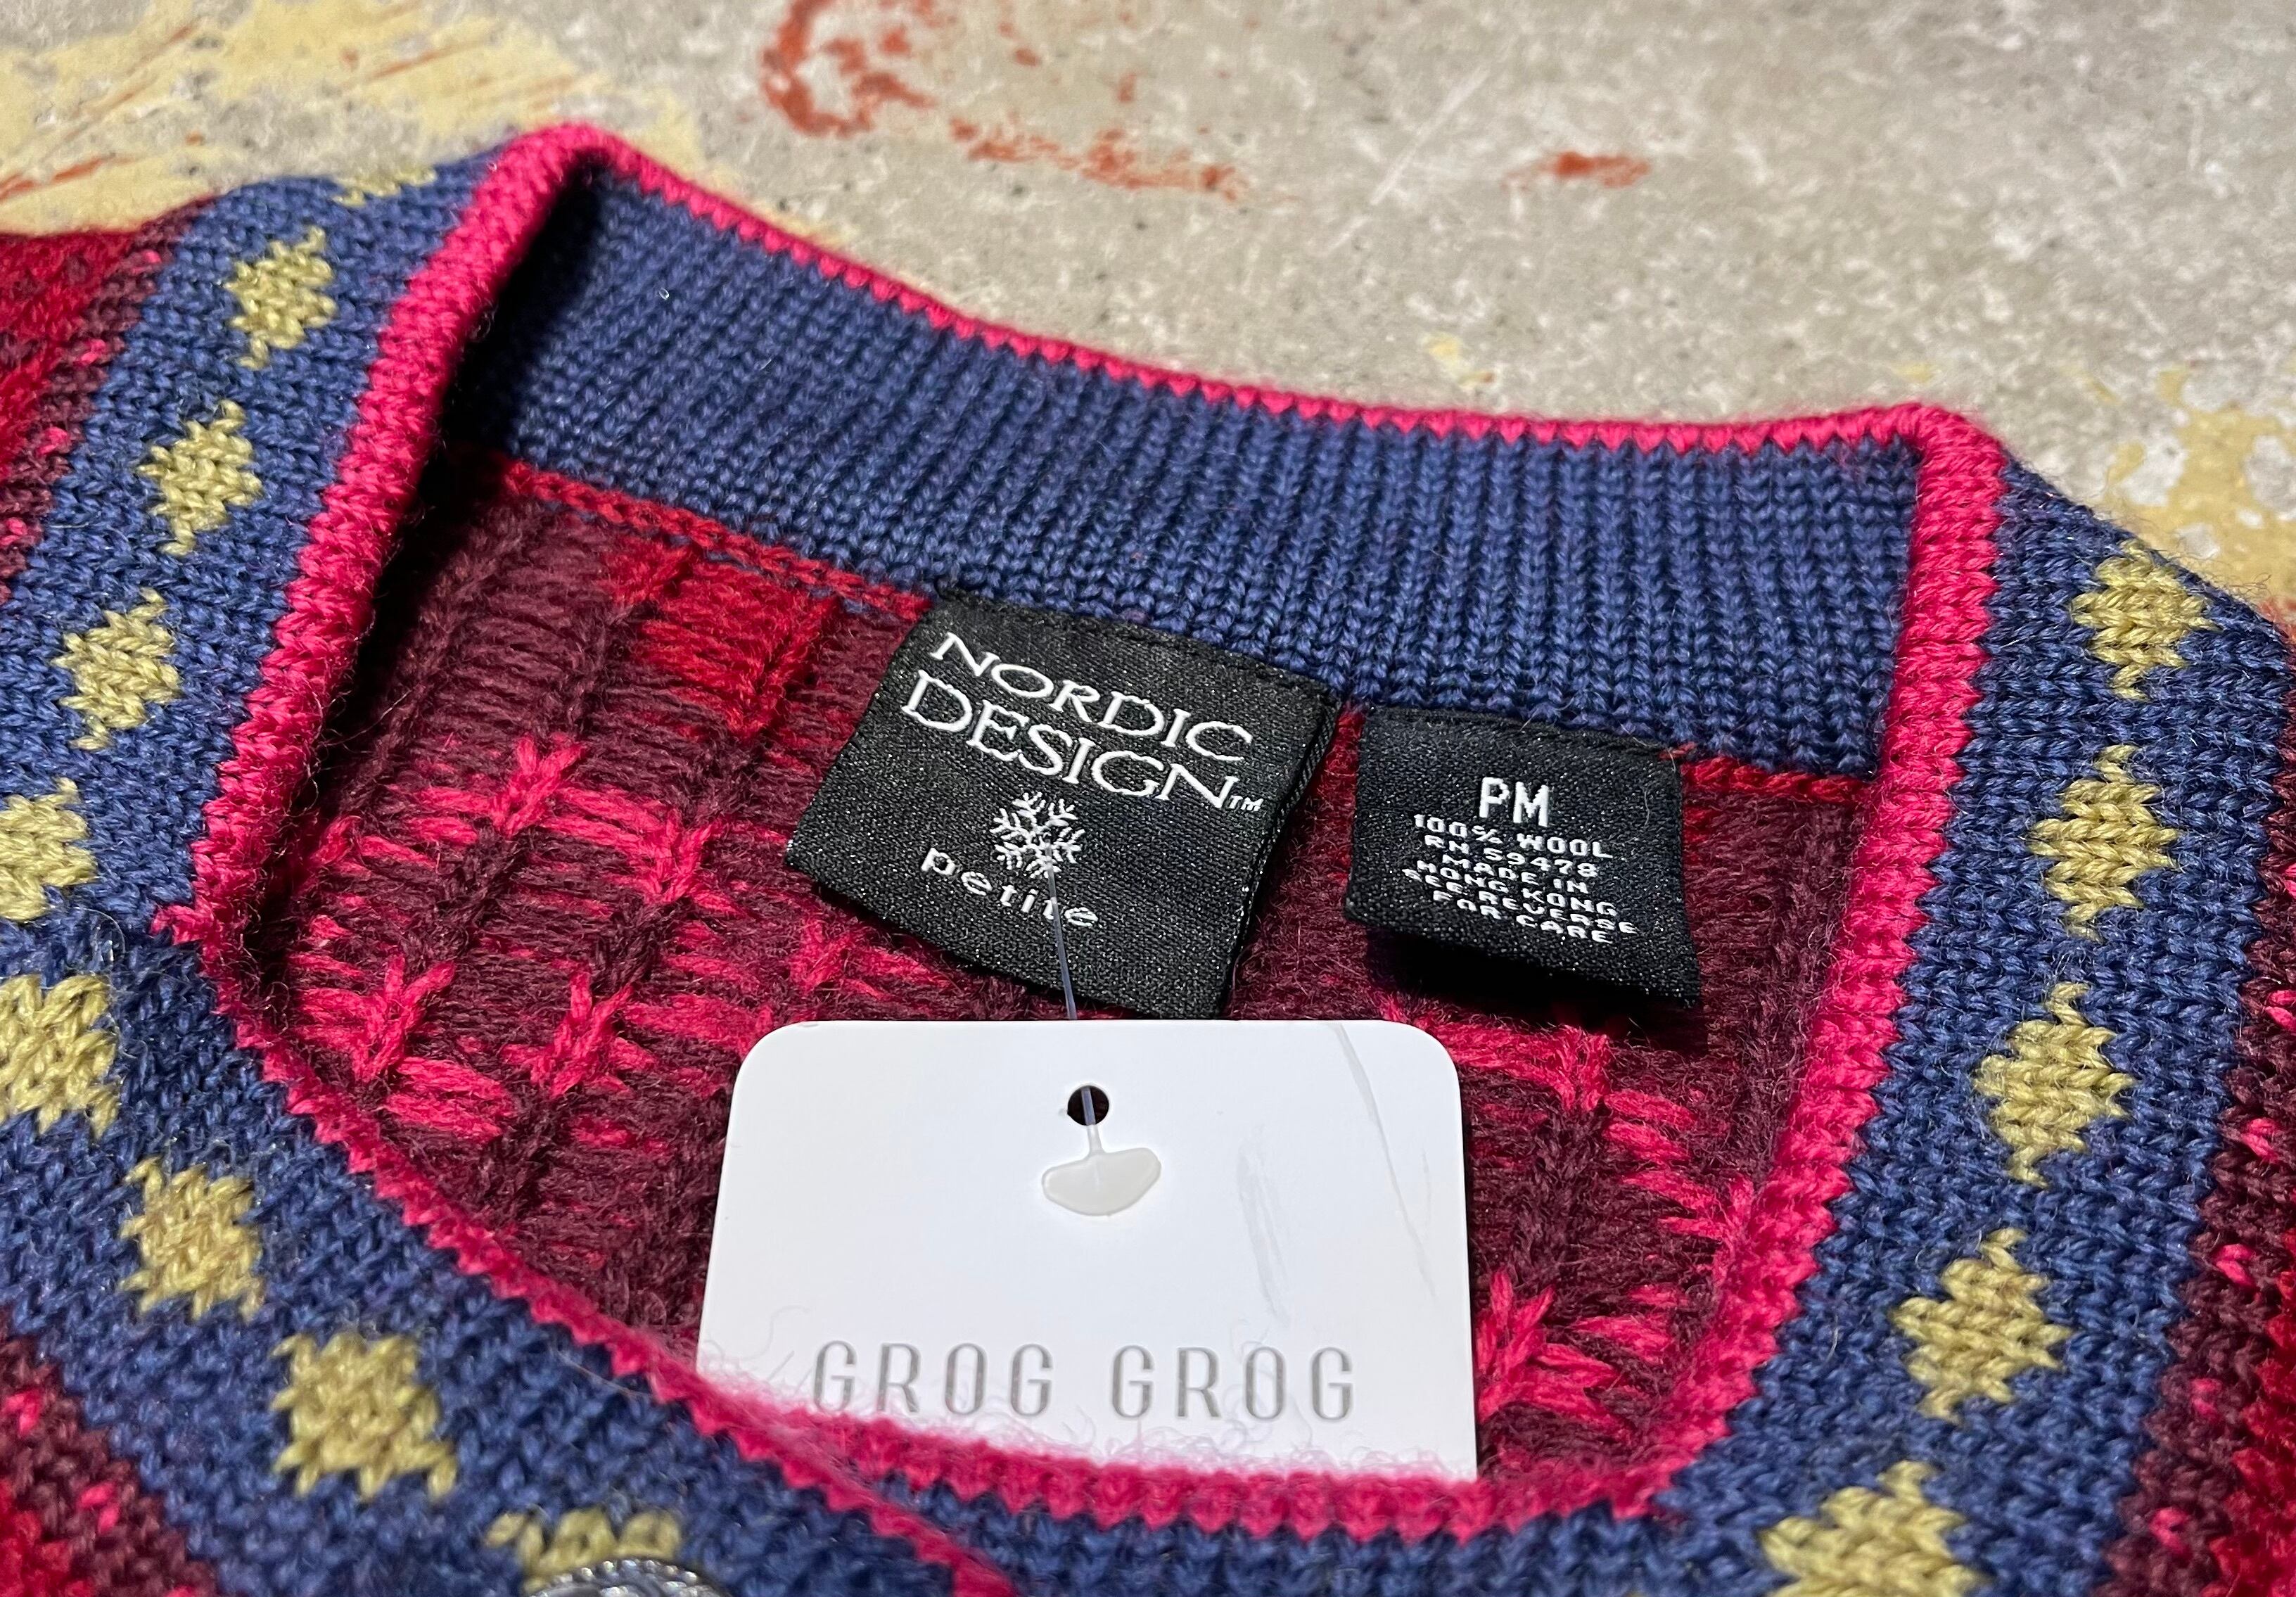 NORDIC
DESIGN™
petite
PM
100% WOOL
RN 59478
MADE IN
HONG KONG
SEE REVERSE
FOR CARE
GROG GROG